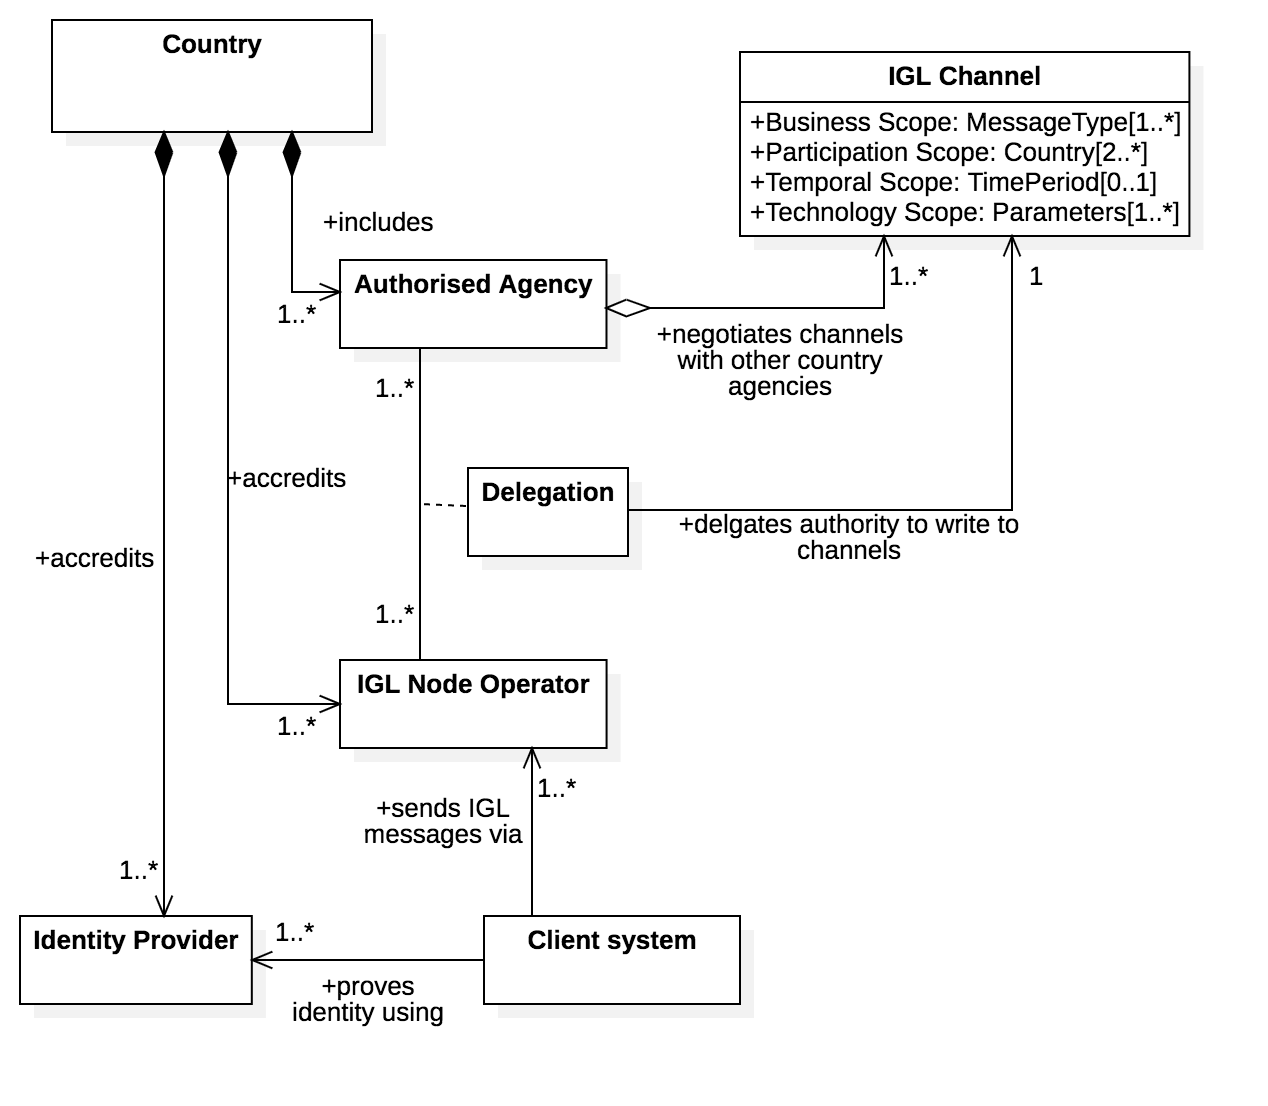 Country
IGL Channel
+Business Scope: MessageType[1..*]
+Participation Scope: Country[2..*]
+Temporal Scope: TimePeriod[0..1]
+Technology Scope: Parameters[1..*]
+includes
1..*
Authorised Agency
1..*
1
+negotiates channels
with other country
agencies
1..*
+accredits
Delegation
+delgates authority to write to
channels
+accredits
1..*
IGL Node Operator
1..*
1..*
+sends IGL
messages via
1..*
Identity Provider
1..*
Client system
+proves
identity using